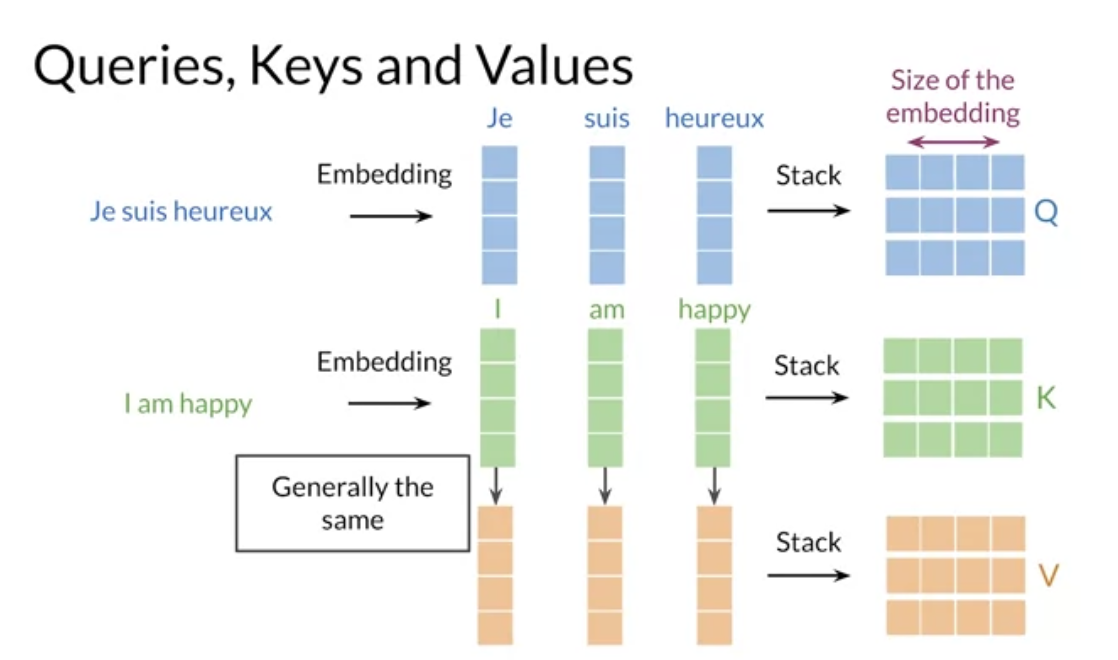 Queries, Keys and Values
Size of the
embedding
Je suis heureux
Embedding
Je
suis
heureux
Stack
Q
I am happy
Embedding
I
am
happy
Stack
K
Generally the
same
Stack
V